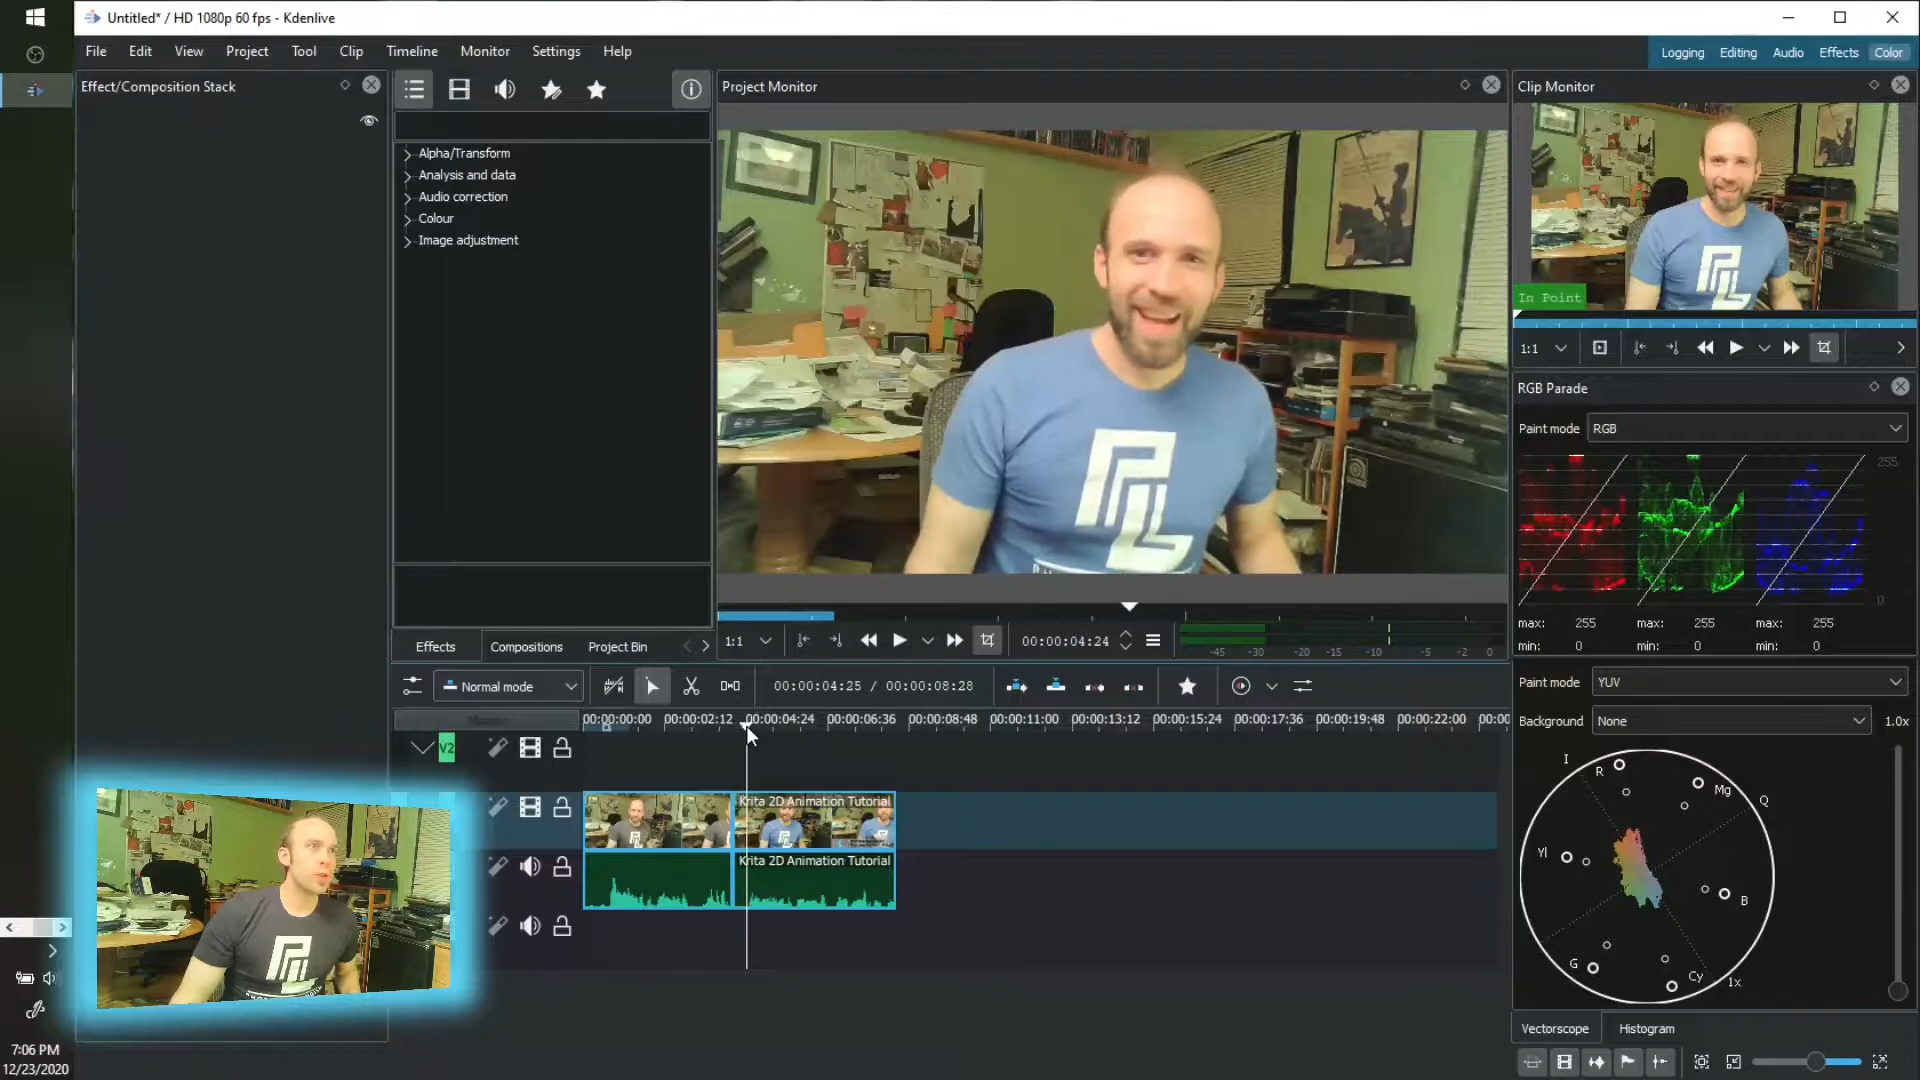 Untitled* / HD 1080p 60 fps - Kdenlive
File Edit View Project Tool Clip Timeline Monitor Settings Help
Logging Editing Audio Effects Color
Effect/Composition Stack
Project Monitor
Clip Monitor
Alpha/Transform
Analysis and data
Audio correction
Colour
Image adjustment
In Point
1:1
RGB Parade
Paint mode RGB
255
0
max: 255 max: 255 max: 255
min: 0 min: 0 min: 0
Effects Compositions Project Bin
1:1 00:00:04:24
-45 -30 -20 -15 -10 -5 -2 0
Normal mode 00:00:04:25 / 00:00:08:28
00:00:00:00 00:00:02:12 00:00:04:24 00:00:06:36 00:00:08:48 00:00:11:00 00:00:13:12 00:00:15:24 00:00:17:36 00:00:19:48 00:00:22:00 00:00
V2
Krita 2D Animation Tutorial
Krita 2D Animation Tutorial
Paint mode YUV
Background None 1.0x
I R Mg Q
Yl B
G Cy 1x
Vectorscope Histogram
7:06 PM
12/23/2020